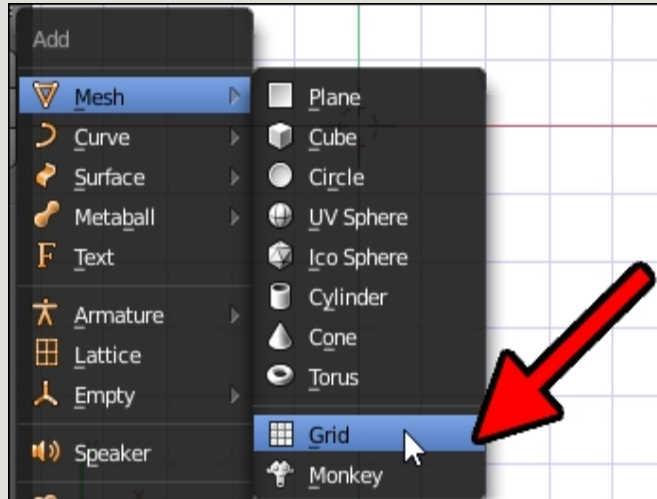 Add
Mesh
Curve
Surface
Metaball
Text
Armature
Lattice
Empty
Speaker
Plane
Cube
Circle
UV Sphere
Ico Sphere
Cylinder
Cone
Torus
Grid
Monkey